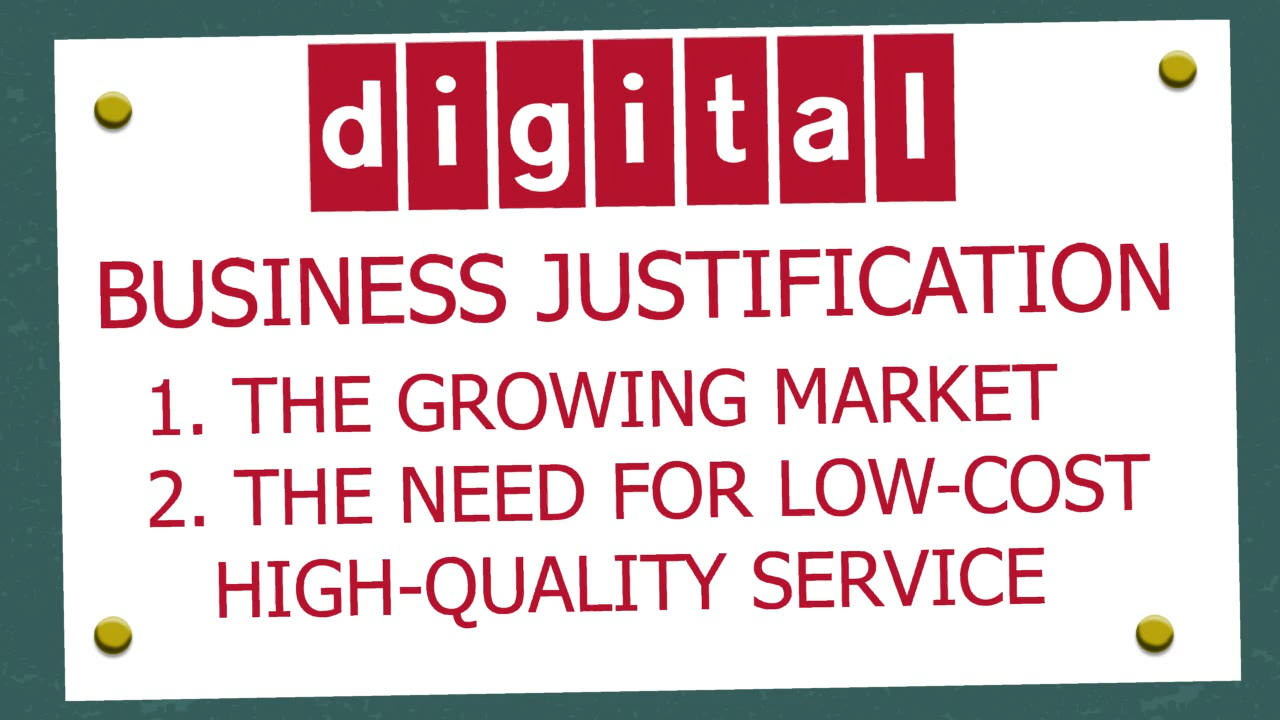 digital
BUSINESS JUSTIFICATION
1. THE GROWING MARKET
2. THE NEED FOR LOW-COST
HIGH-QUALITY SERVICE